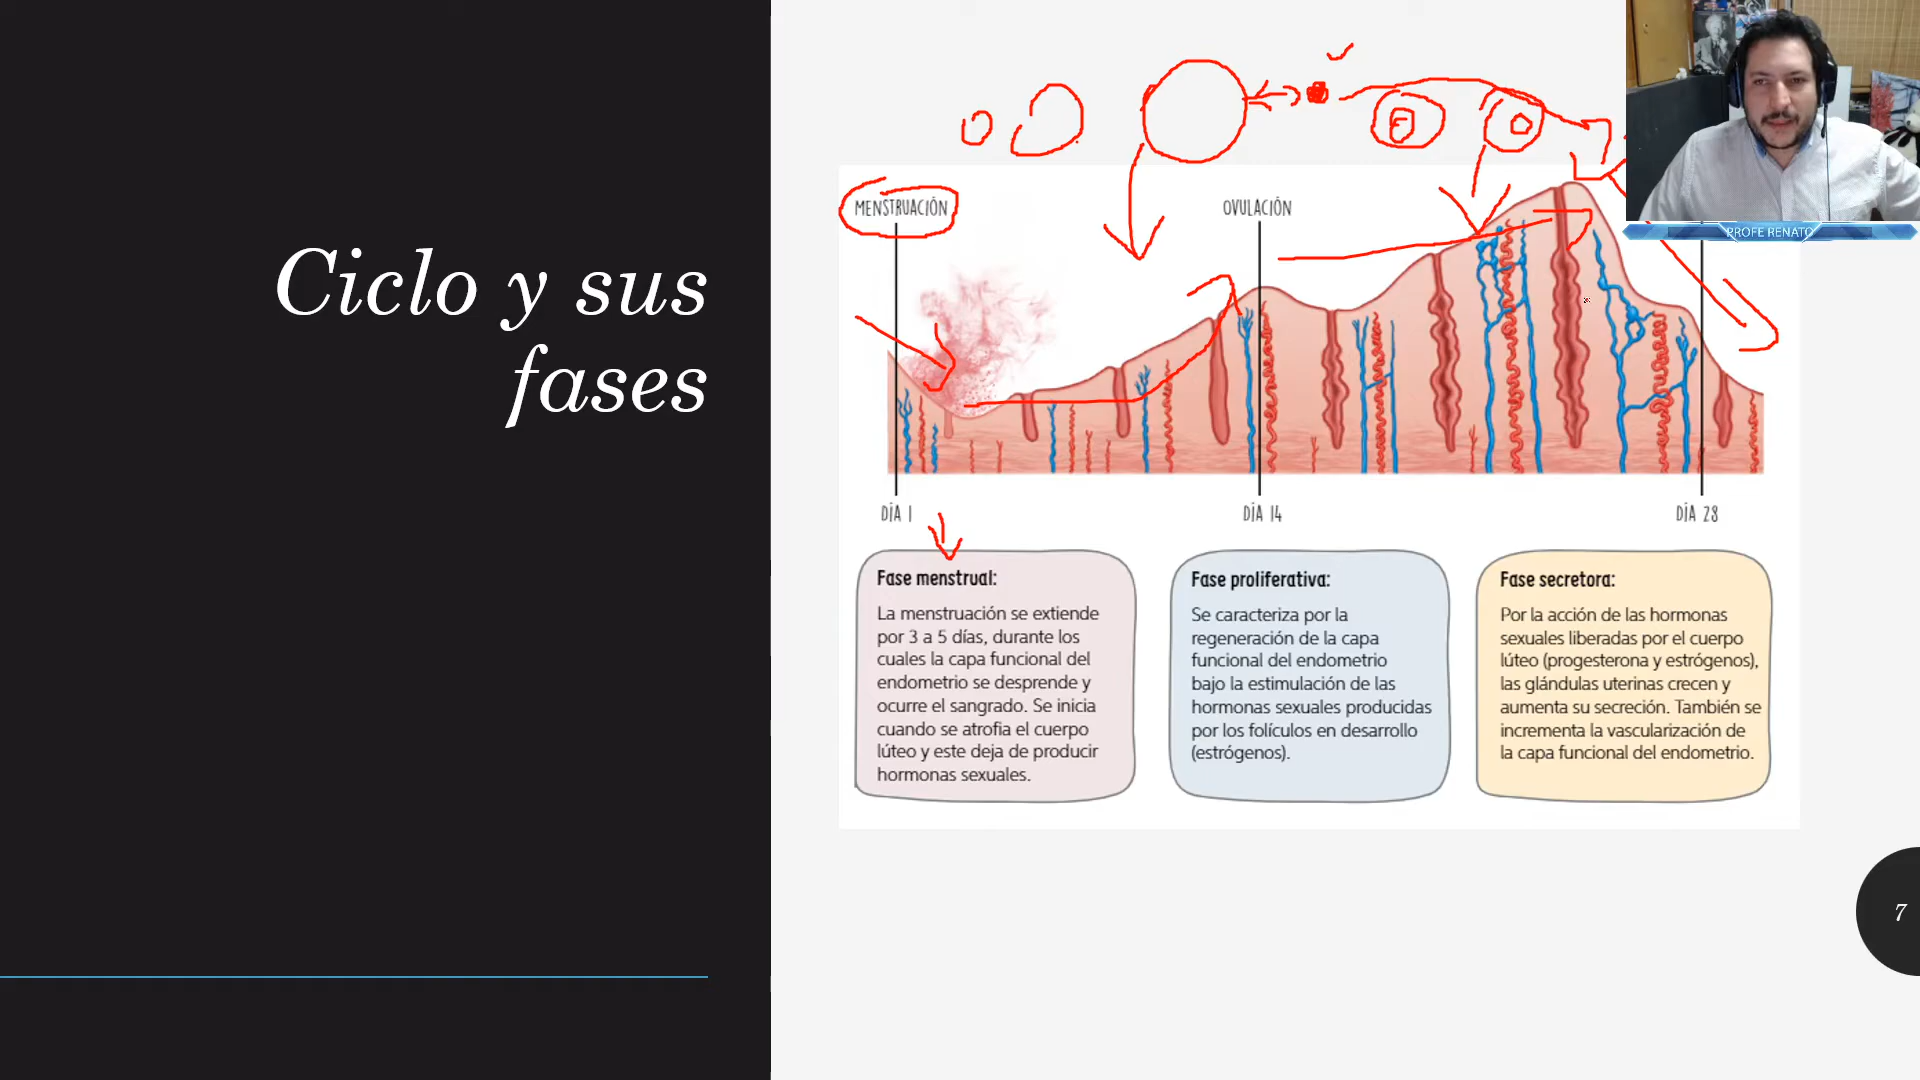 Ciclo y sus
fases
MENSTRUACIÓN
OVULACIÓN
PROFE RENATO
DÍA 1
DÍA 14
DÍA 28
Fase menstrual:
La menstruación se extiende
por 3 a 5 días, durante los
cuales la capa funcional del
endometrio se desprende y
ocurre el sangrado. Se inicia
cuando se atrofia el cuerpo
lúteo y este deja de producir
hormonas sexuales.
Fase proliferativa:
Se caracteriza por la
regeneración de la capa
funcional del endometrio
bajo la estimulación de las
hormonas sexuales producidas
por los folículos en desarrollo
(estrógenos).
Fase secretora:
Por la acción de las hormonas
sexuales liberadas por el cuerpo
lúteo (progesterona y estrógenos),
las glándulas uterinas crecen y
aumenta su secreción. También se
incrementa la vascularización de
la capa funcional del endometrio.
7